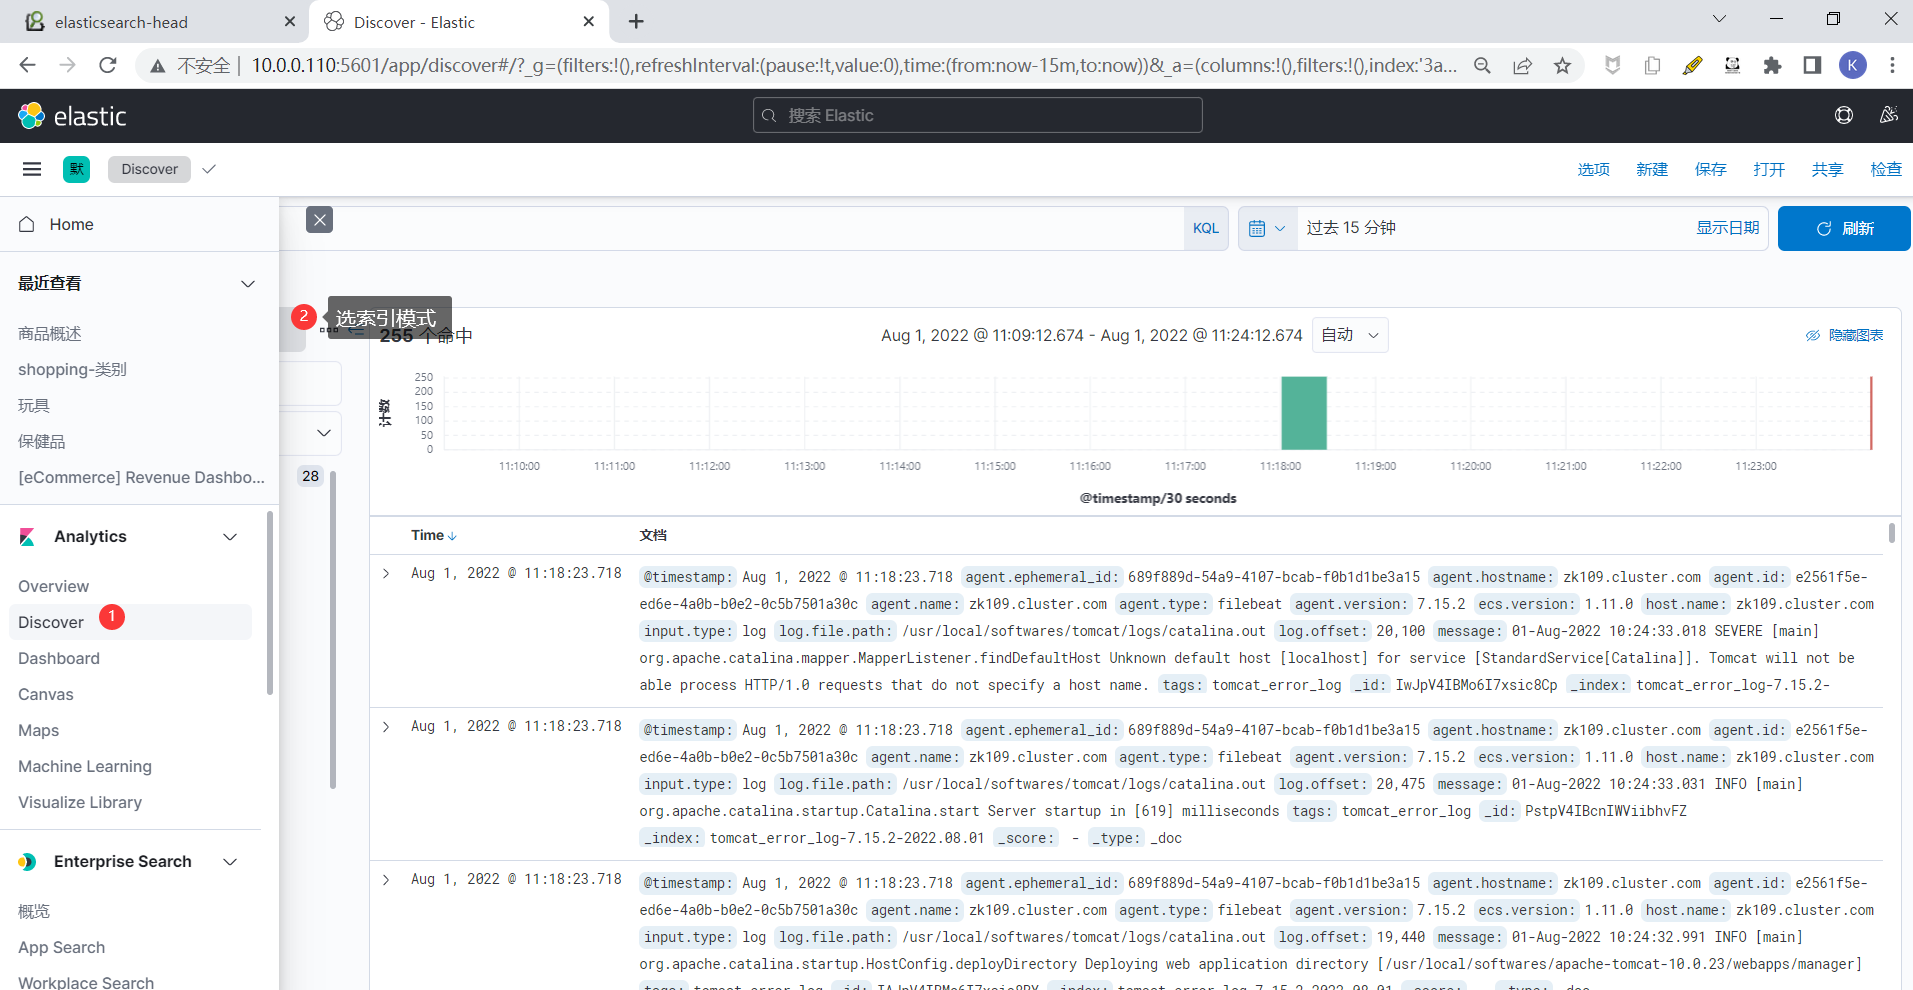 elasticsearch-head
Discover - Elastic
不安全 | 10.0.0.110:5601/app/discover#/?_g=(filters:!(),refreshInterval:(pause:!t,value:0),time:(from:now-15m,to:now))&_a=(columns:!(),filters:!(),index:'3a...
K
elastic
搜索 Elastic
默 Discover
选项 新建 保存 打开 共享 检查
Home
KQL
过去 15 分钟
显示日期
刷新
最近查看
商品概述
shopping-类别
玩具
保健品
[eCommerce] Revenue Dashbo...
28
Analytics
Overview
Discover
1
Dashboard
Canvas
Maps
Machine Learning
Visualize Library
Enterprise Search
概览
App Search
Workplace Search
2
选索引模式
255 个命中
Aug 1, 2022 @ 11:09:12.674 - Aug 1, 2022 @ 11:24:12.674
自动
隐藏图表
计数
250
200
150
100
50
0
11:10:00 11:11:00 11:12:00 11:13:00 11:14:00 11:15:00 11:16:00 11:17:00 11:18:00 11:19:00 11:20:00 11:21:00 11:22:00 11:23:00
@timestamp/30 seconds
Time 文档
Aug 1, 2022 @ 11:18:23.718 @timestamp: Aug 1, 2022 @ 11:18:23.718 agent.ephemeral_id: 689f889d-54a9-4107-bcab-f0b1d1be3a15 agent.hostname: zk109.cluster.com agent.id: e2561f5e-
ed6e-4a0b-b0e2-0c5b7501a30c agent.name: zk109.cluster.com agent.type: filebeat agent.version: 7.15.2 ecs.version: 1.11.0 host.name: zk109.cluster.com
input.type: log log.file.path: /usr/local/softwares/tomcat/logs/catalina.out log.offset: 20,100 message: 01-Aug-2022 10:24:33.018 SEVERE [main]
org.apache.catalina.mapper.MapperListener.findDefaultHost Unknown default host [localhost] for service [StandardService[Catalina]]. Tomcat will not be
able process HTTP/1.0 requests that do not specify a host name. tags: tomcat_error_log _id: IwJpV4IBMo6I7xsic8Cp _index: tomcat_error_log-7.15.2-
Aug 1, 2022 @ 11:18:23.718 @timestamp: Aug 1, 2022 @ 11:18:23.718 agent.ephemeral_id: 689f889d-54a9-4107-bcab-f0b1d1be3a15 agent.hostname: zk109.cluster.com agent.id: e2561f5e-
ed6e-4a0b-b0e2-0c5b7501a30c agent.name: zk109.cluster.com agent.type: filebeat agent.version: 7.15.2 ecs.version: 1.11.0 host.name: zk109.cluster.com
input.type: log log.file.path: /usr/local/softwares/tomcat/logs/catalina.out log.offset: 20,475 message: 01-Aug-2022 10:24:33.031 INFO [main]
org.apache.catalina.startup.Catalina.start Server startup in [619] milliseconds tags: tomcat_error_log _id: PstpV4IBcnIWViibhvFZ
_index: tomcat_error_log-7.15.2-2022.08.01 _score: - _type: _doc
Aug 1, 2022 @ 11:18:23.718 @timestamp: Aug 1, 2022 @ 11:18:23.718 agent.ephemeral_id: 689f889d-54a9-4107-bcab-f0b1d1be3a15 agent.hostname: zk109.cluster.com agent.id: e2561f5e-
ed6e-4a0b-b0e2-0c5b7501a30c agent.name: zk109.cluster.com agent.type: filebeat agent.version: 7.15.2 ecs.version: 1.11.0 host.name: zk109.cluster.com
input.type: log log.file.path: /usr/local/softwares/tomcat/logs/catalina.out log.offset: 19,440 message: 01-Aug-2022 10:24:32.991 INFO [main]
org.apache.catalina.startup.HostConfig.deployDirectory Deploying web application directory [/usr/local/softwares/apache-tomcat-10.0.23/webapps/manager]